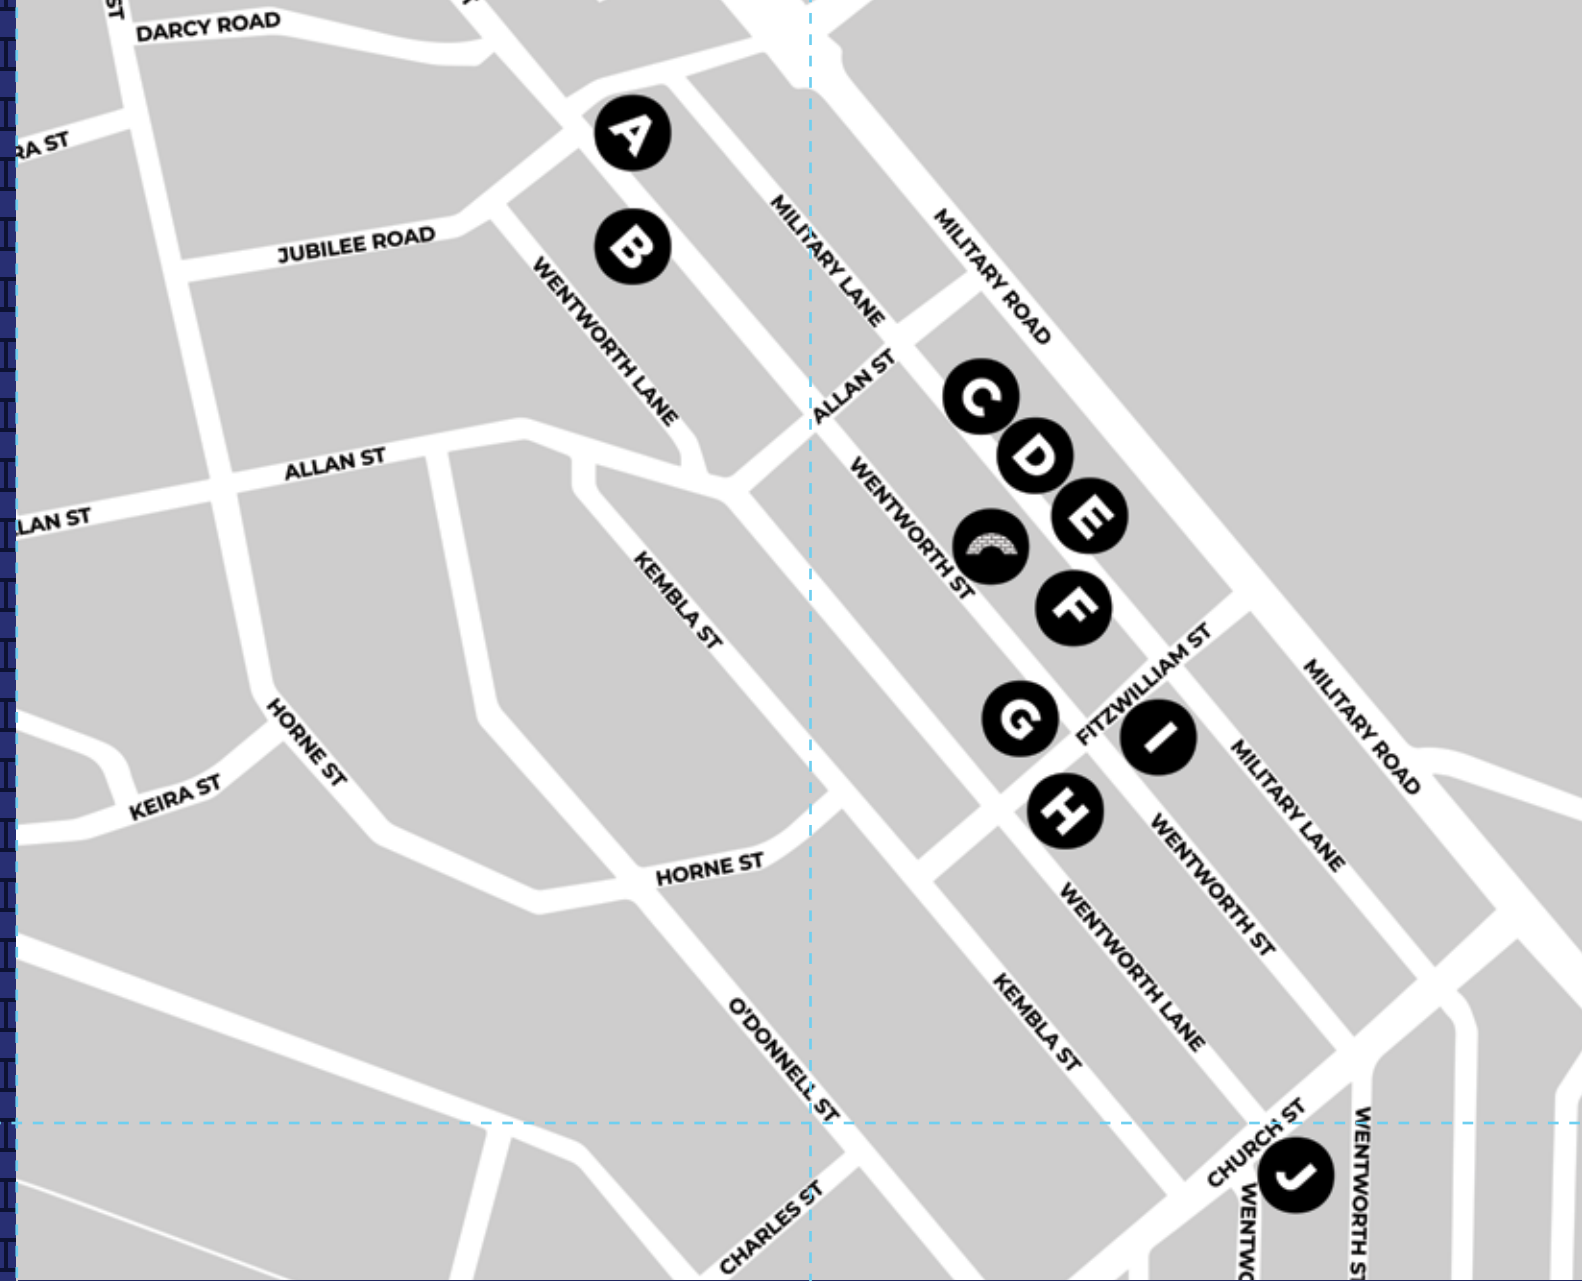 ST
DARCY ROAD
RA ST
A
B
JUBILEE ROAD
MILITARY LANE
MILITARY ROAD
WENTWORTH LANE
ALLAN ST
C
D
E
ALLAN ST
LLAN ST
WENTWORTH ST
KEMBLA ST
F
FITZWILLIAM ST
G
I
H
MILITARY ROAD
HORNE ST
KEIRA ST
MILITARY LANE
WENTWORTH ST
HORNE ST
WENTWORTH LANE
KEMBLA ST
O'DONNELL ST
CHURCH ST
J
WENTWORTH ST
WENTWO
CHARLES ST